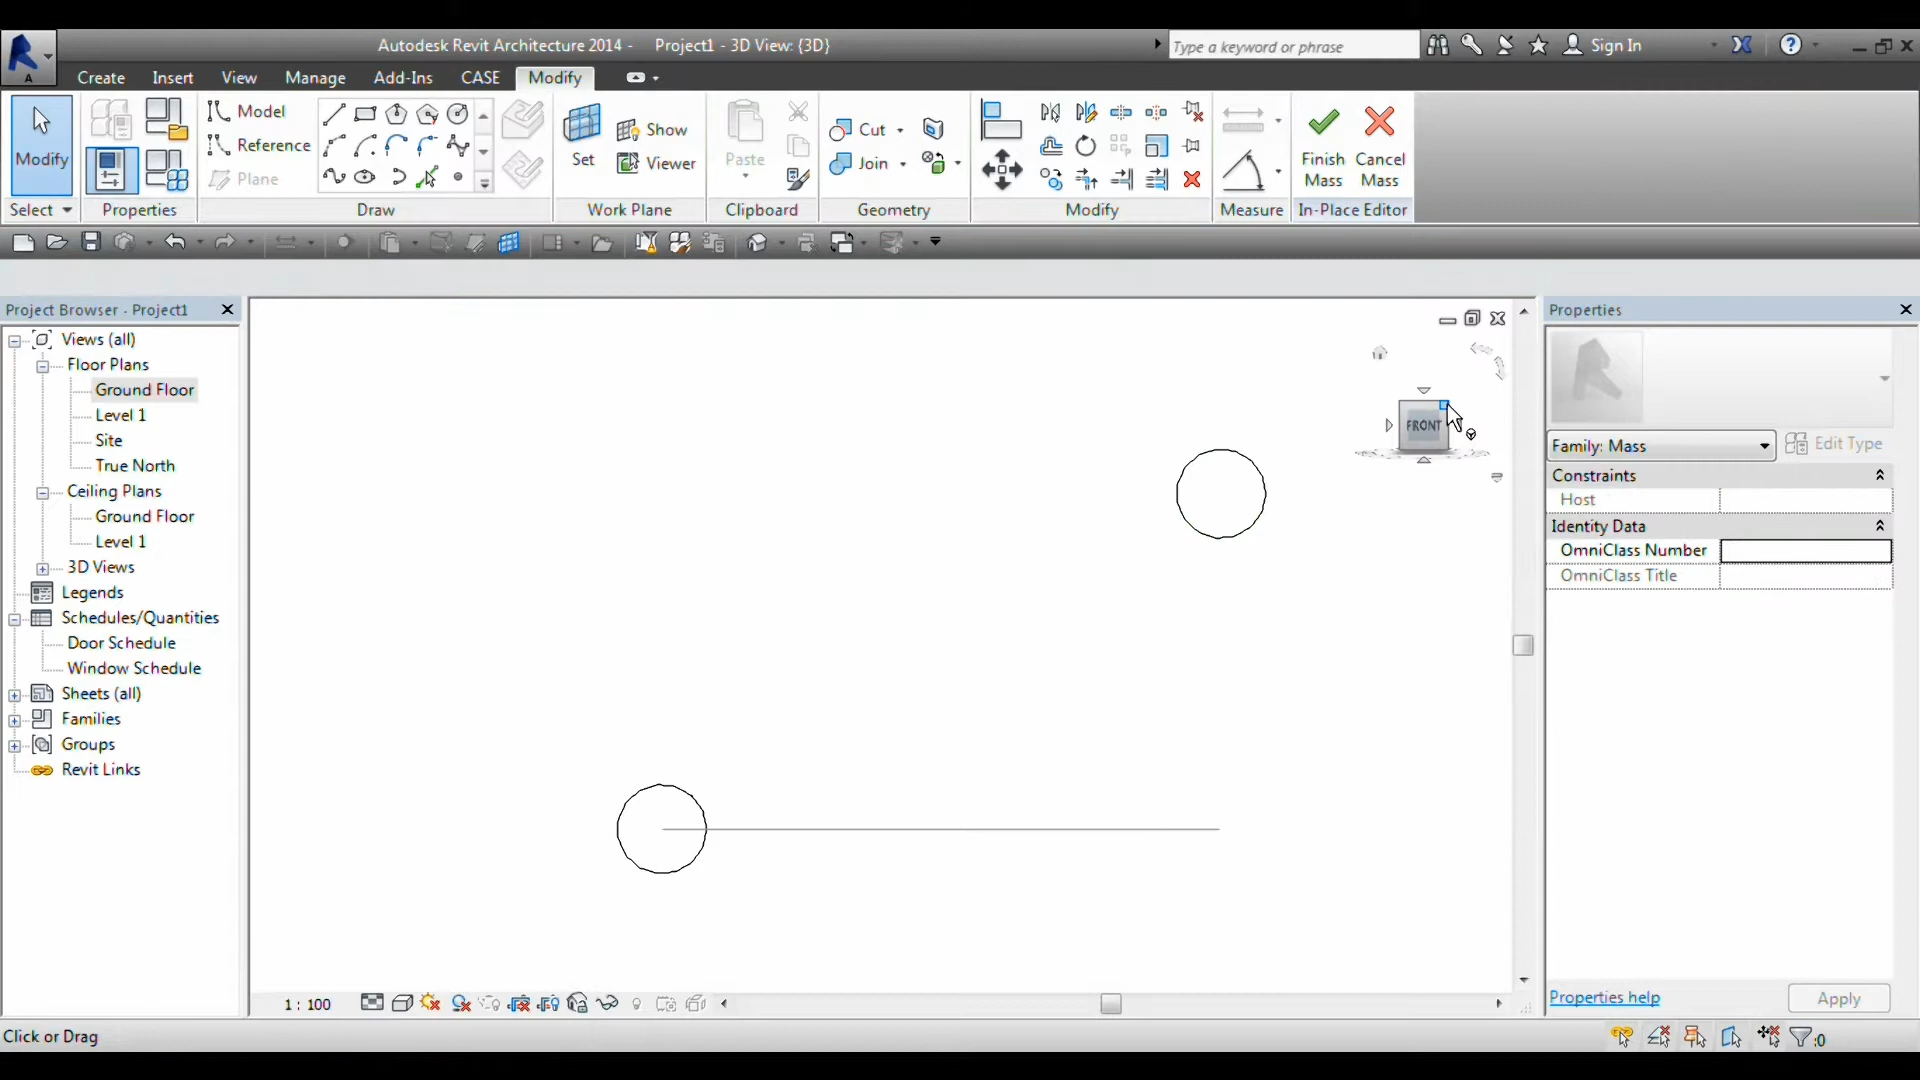 Autodesk Revit Architecture 2014 - Project1 - 3D View: {3D}
Type a keyword or phrase
Sign In
A
Create Insert View Manage Add-Ins CASE Modify
Modify
Model
Reference
Plane
Set
Show
Viewer
Paste
Cut
Join
Finish Mass
Cancel Mass
Select Properties Draw Work Plane Clipboard Geometry Modify Measure In-Place Editor
Project Browser - Project1
Views (all)
Floor Plans
Ground Floor
Level 1
Site
True North
Ceiling Plans
Ground Floor
Level 1
3D Views
Legends
Schedules/Quantities
Door Schedule
Window Schedule
Sheets (all)
Families
Groups
Revit Links
FRONT
Properties
Family: Mass
Edit Type
Constraints
Host
Identity Data
OmniClass Number
OmniClass Title
Properties help
Apply
1 : 100
Click or Drag
:0